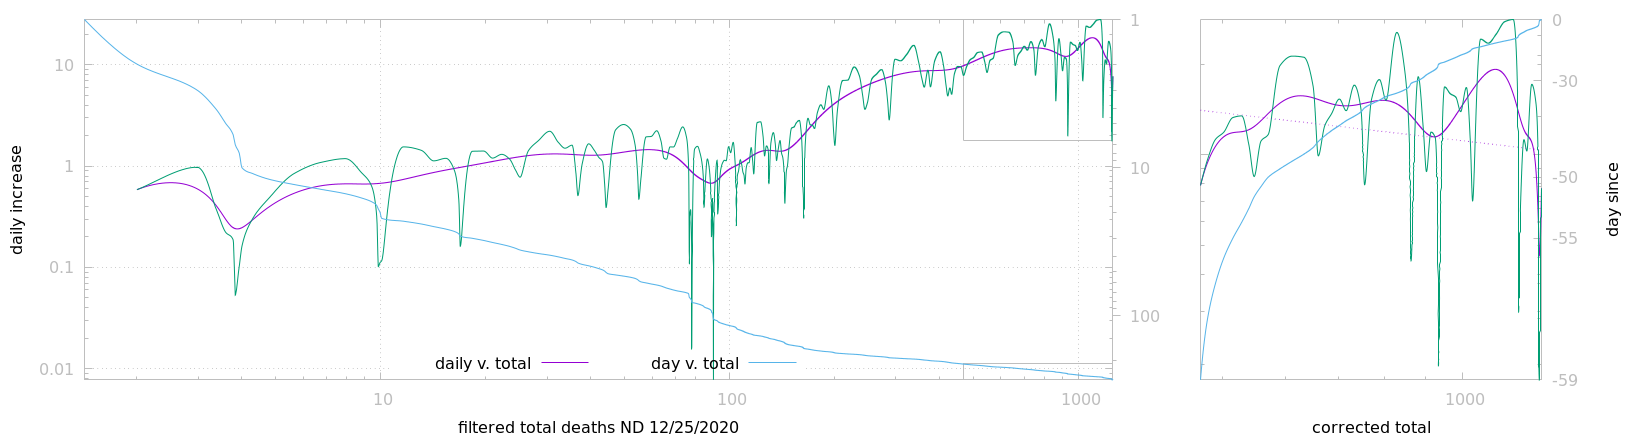 daily increase
10
1
0.1
0.01
10
100
1000
1
10
100
daily v. total
day v. total
filtered total deaths ND 12/25/2020
0
-30
-50
-55
-59
day since
1000
corrected total